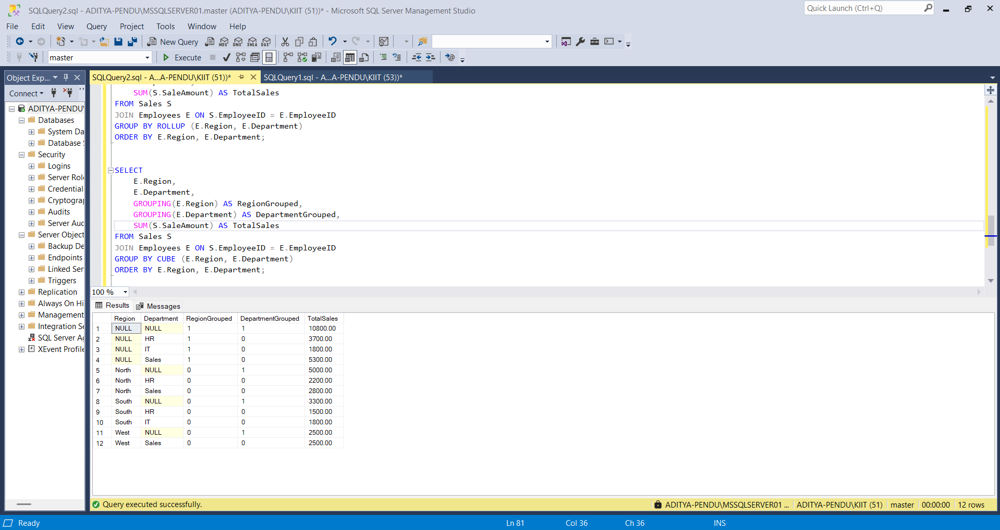 SQLQuery2.sql - ADITYA-PENDU\MSSQLSERVER01.master (ADITYA-PENDU\KIIT (51))* - Microsoft SQL Server Management Studio
Quick Launch (Ctrl+Q)
File Edit View Query Project Tools Window Help
New Query MDX DMX XMLA DAX
master Execute
Object Exp...
SQLQuery2.sql - A...A-PENDU\KIIT (51))*
SQLQuery1.sql - A...A-PENDU\KIIT (53))*
Connect
ADITYA-PENDU\
Databases
System Da
Database S
Security
Logins
Server Role
Credential
Cryptograp
Audits
Server Aud
Server Object
Backup De
Endpoints
Linked Ser
Triggers
Replication
Always On Hi
Management
Integration Se
SQL Server Ag
XEvent Profile
SUM(S.SaleAmount) AS TotalSales
FROM Sales S
JOIN Employees E ON S.EmployeeID = E.EmployeeID
GROUP BY ROLLUP (E.Region, E.Department)
ORDER BY E.Region, E.Department;
SELECT
E.Region,
E.Department,
GROUPING(E.Region) AS RegionGrouped,
GROUPING(E.Department) AS DepartmentGrouped,
SUM(S.SaleAmount) AS TotalSales
FROM Sales S
JOIN Employees E ON S.EmployeeID = E.EmployeeID
GROUP BY CUBE (E.Region, E.Department)
ORDER BY E.Region, E.Department;
100 %
Results Messages
Region Department RegionGrouped DepartmentGrouped TotalSales
1 NULL NULL 1 1 10800.00
2 NULL HR 1 0 3700.00
3 NULL IT 1 0 1800.00
4 NULL Sales 1 0 5300.00
5 North NULL 0 1 5000.00
6 North HR 0 0 2200.00
7 North Sales 0 0 2800.00
8 South NULL 0 1 3300.00
9 South HR 0 0 1500.00
10 South IT 0 0 1800.00
11 West NULL 0 1 2500.00
12 West Sales 0 0 2500.00
Query executed successfully.
ADITYA-PENDU\MSSQLSERVER01 ... ADITYA-PENDU\KIIT (51) master 00:00:00 12 rows
Ready Ln 81 Col 36 Ch 36 INS